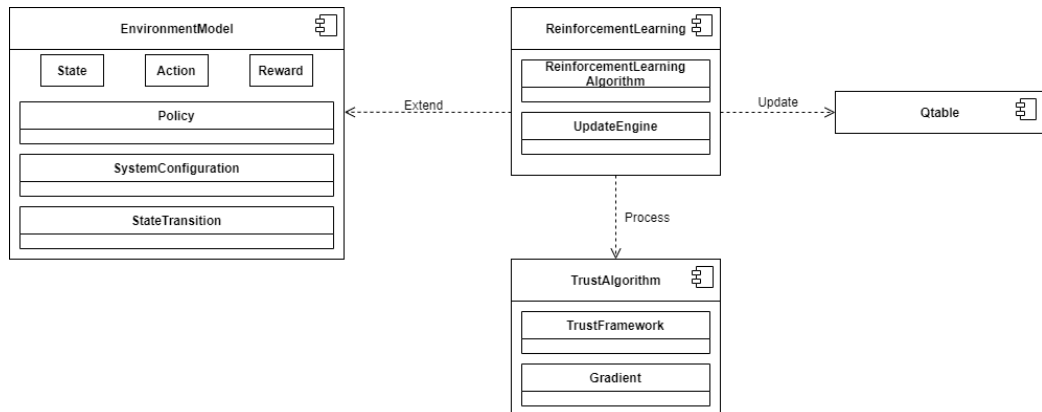 EnvironmentModel
State
Action
Reward
Policy
SystemConfiguration
StateTransition
Extend
ReinforcementLearning
ReinforcementLearning
Algorithm
UpdateEngine
Update
Qtable
Process
TrustAlgorithm
TrustFramework
Gradient